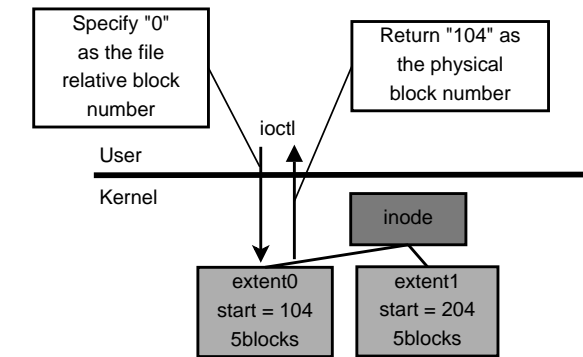 Specify "0"
as the file
relative block
number
Return "104" as
the physical
block number
ioctl
User
Kernel
inode
extent0
start = 104
5blocks
extent1
start = 204
5blocks